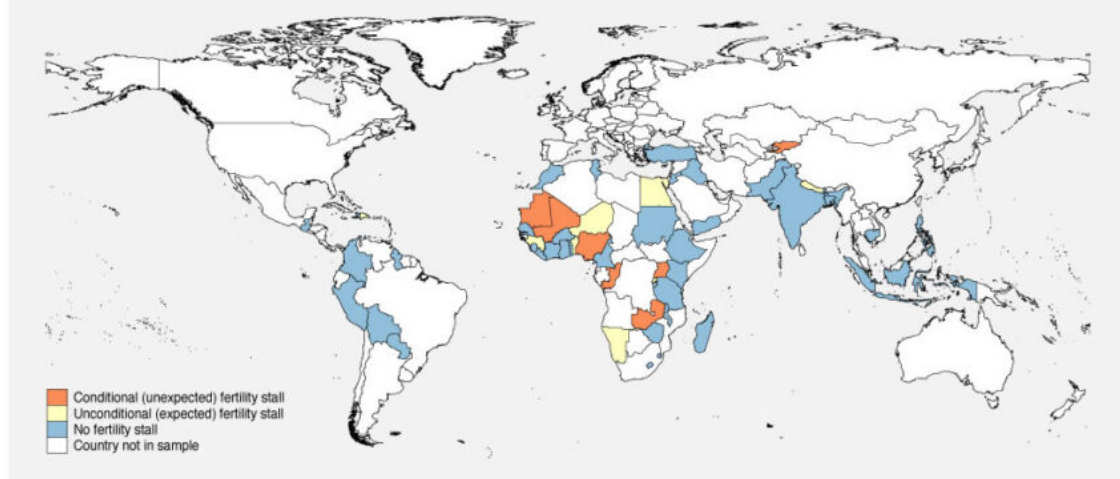 Conditional (unexpected) fertility stall
Unconditional (expected) fertility stall
No fertility stall
Country not in sample